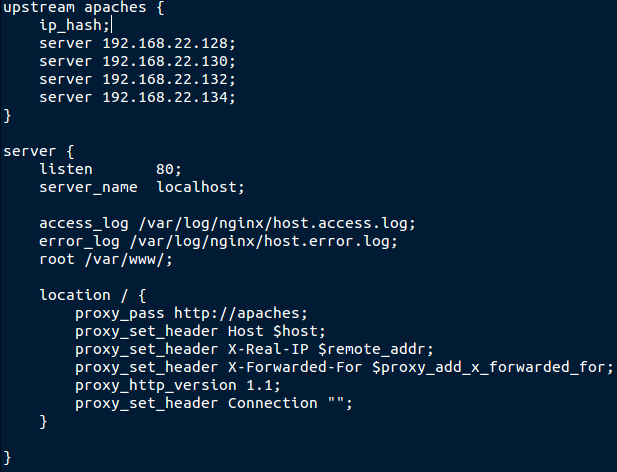 upstream apaches {
    ip_hash;
    server 192.168.22.128;
    server 192.168.22.130;
    server 192.168.22.132;
    server 192.168.22.134;
}

server {
    listen       80;
    server_name  localhost;

    access_log /var/log/nginx/host.access.log;
    error_log /var/log/nginx/host.error.log;
    root /var/www/;

    location / {
        proxy_pass http://apaches;
        proxy_set_header Host $host;
        proxy_set_header X-Real-IP $remote_addr;
        proxy_set_header X-Forwarded-For $proxy_add_x_forwarded_for;
        proxy_http_version 1.1;
        proxy_set_header Connection "";
    }

}